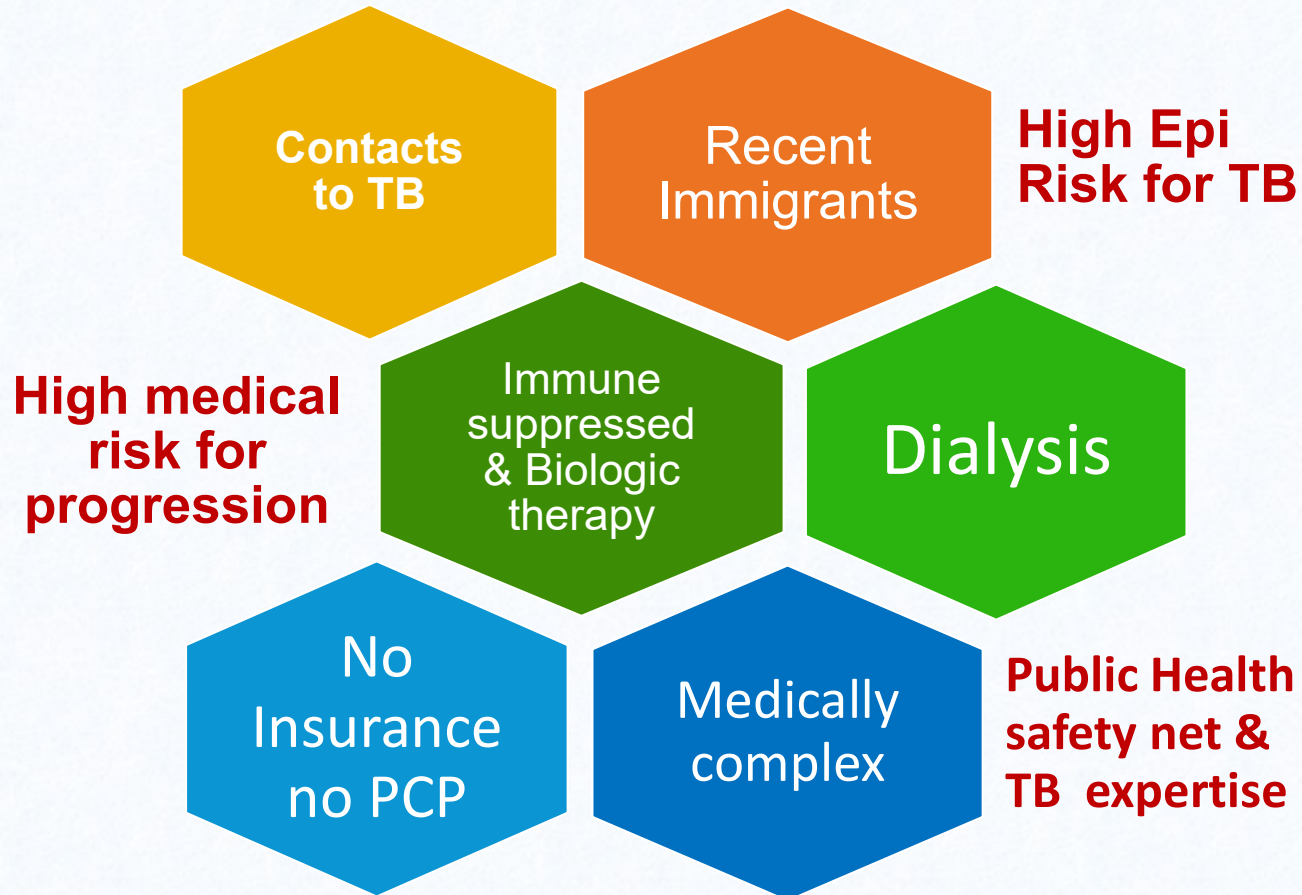 Contacts
to TB
Recent
Immigrants
High Epi
Risk for TB
High medical
risk for
progression
Immune
suppressed
& Biologic
therapy
Dialysis
No
Insurance
no PCP
Medically
complex
Public Health
safety net &
TB expertise